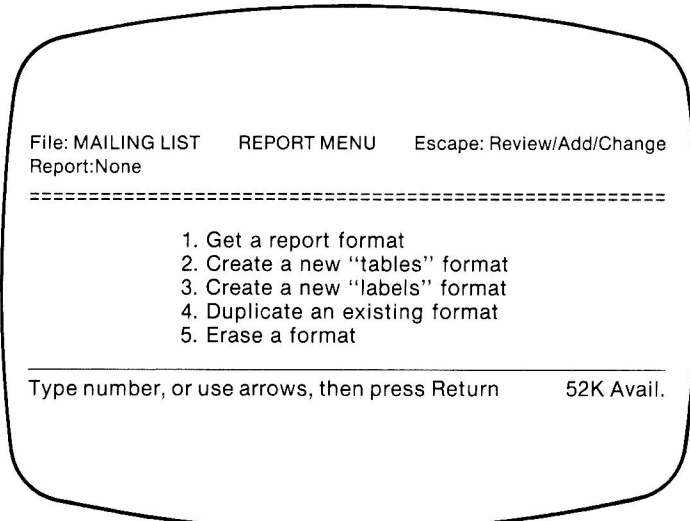 File: MAILING LIST REPORT MENU Escape: Review/Add/Change
Report:None
=====================================================
1. Get a report format
2. Create a new “tables” format
3. Create a new “labels” format
4. Duplicate an existing format
5. Erase a format
Type number, or use arrows, then press Return 52K Avail.